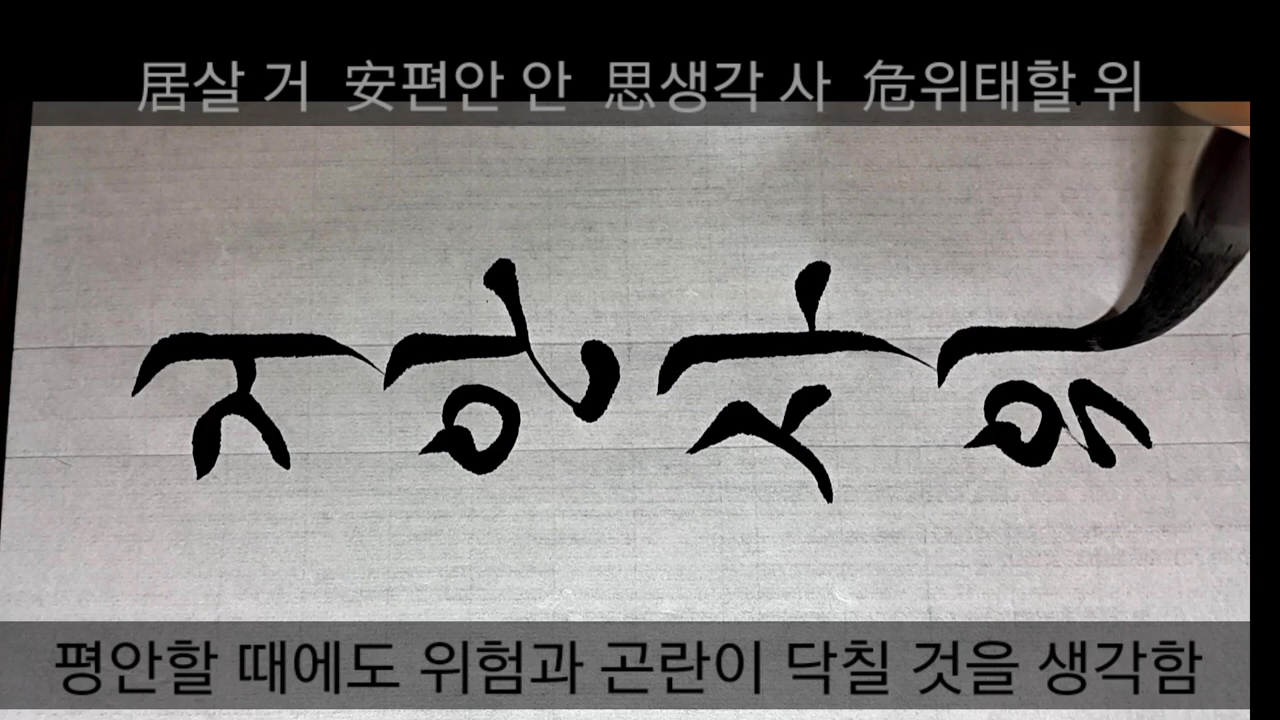 居살 거 安편안 안 思생각 사 危위태할 위
거안사위
평안할 때에도 위험과 곤란이 닥칠 것을 생각함